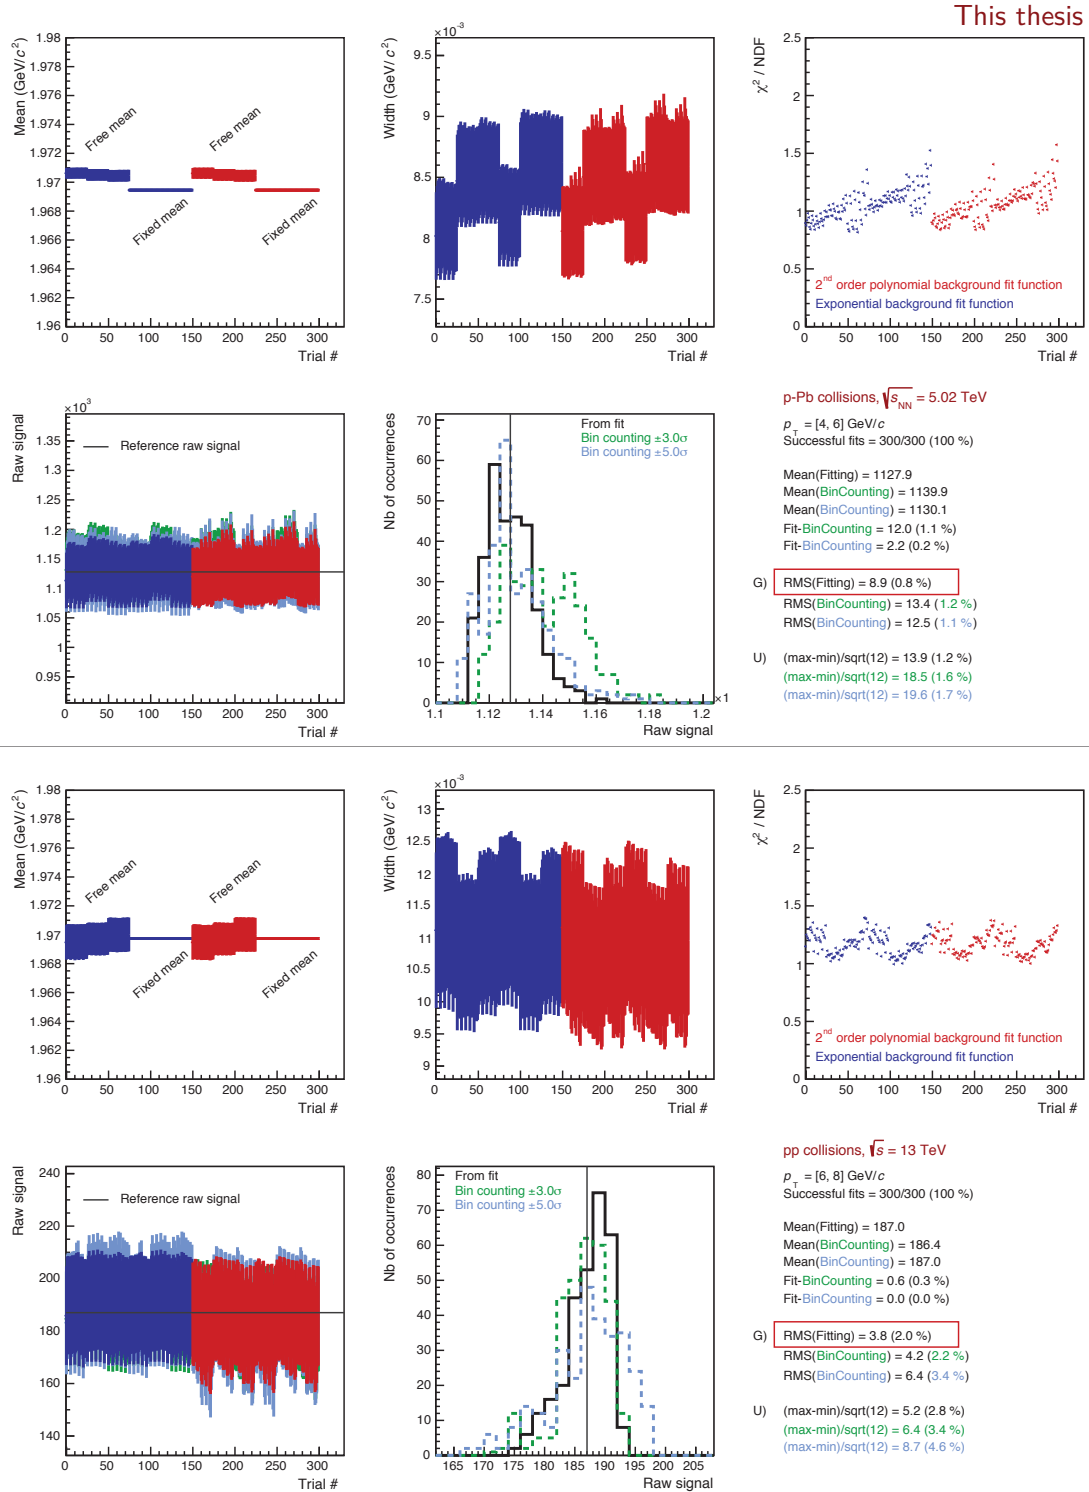 This thesis
Mean (GeV/c²)
1.98
1.978
1.976
1.974
1.972
1.97
1.968
1.966
1.964
1.962
1.96
Free mean
Free mean
Fixed mean
Fixed mean
0 50 100 150 200 250 300
Trial #
×10⁻³
Width (GeV/c²)
9.5
9
8.5
8
7.5
0 50 100 150 200 250 300
Trial #
χ² / NDF
2.5
2
1.5
1
0.5
0
2nd order polynomial background fit function
Exponential background fit function
0 50 100 150 200 250 300
Trial #
×10³
Raw signal
1.35
1.3
1.25
1.2
1.15
1.1
1.05
1
0.95
Reference raw signal
0 50 100 150 200 250 300
Trial #
Nb of occurrences
70
60
50
40
30
20
10
0
From fit
Bin counting ±3.0σ
Bin counting ±5.0σ
1.1 1.12 1.14 1.16 1.18 1.2
×1
Raw signal
p-Pb collisions, √sNN = 5.02 TeV
pT = [4, 6] GeV/c
Successful fits = 300/300 (100 %)
Mean(Fitting) = 1127.9
Mean(BinCounting) = 1139.9
Mean(BinCounting) = 1130.1
Fit-BinCounting = 12.0 (1.1 %)
Fit-BinCounting = 2.2 (0.2 %)
G) RMS(Fitting) = 8.9 (0.8 %)
RMS(BinCounting) = 13.4 (1.2 %)
RMS(BinCounting) = 12.5 (1.1 %)
U) (max-min)/sqrt(12) = 13.9 (1.2 %)
(max-min)/sqrt(12) = 18.5 (1.6 %)
(max-min)/sqrt(12) = 19.6 (1.7 %)
Mean (GeV/c²)
1.98
1.978
1.976
1.974
1.972
1.97
1.968
1.966
1.964
1.962
1.96
Free mean
Free mean
Fixed mean
Fixed mean
0 50 100 150 200 250 300
Trial #
×10⁻³
Width (GeV/c²)
13
12.5
12
11.5
11
10.5
10
9.5
9
0 50 100 150 200 250 300
Trial #
χ² / NDF
2.5
2
1.5
1
0.5
0
2nd order polynomial background fit function
Exponential background fit function
0 50 100 150 200 250 300
Trial #
Raw signal
240
220
200
180
160
140
Reference raw signal
0 50 100 150 200 250 300
Trial #
Nb of occurrences
80
70
60
50
40
30
20
10
0
From fit
Bin counting ±3.0σ
Bin counting ±5.0σ
165 170 175 180 185 190 195 200 205
Raw signal
pp collisions, √s = 13 TeV
pT = [6, 8] GeV/c
Successful fits = 300/300 (100 %)
Mean(Fitting) = 187.0
Mean(BinCounting) = 186.4
Mean(BinCounting) = 187.0
Fit-BinCounting = 0.6 (0.3 %)
Fit-BinCounting = 0.0 (0.0 %)
G) RMS(Fitting) = 3.8 (2.0 %)
RMS(BinCounting) = 4.2 (2.2 %)
RMS(BinCounting) = 6.4 (3.4 %)
U) (max-min)/sqrt(12) = 5.2 (2.8 %)
(max-min)/sqrt(12) = 6.4 (3.4 %)
(max-min)/sqrt(12) = 8.7 (4.6 %)